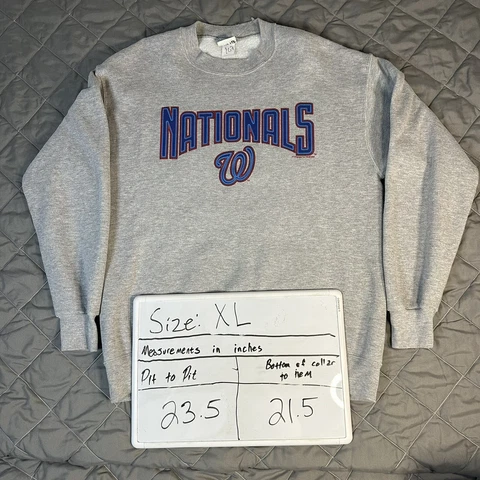 NATIONALS
W
Size: XL
Measurements in inches
Pit to Pit
Bottom of collar
to hem
23.5
21.5